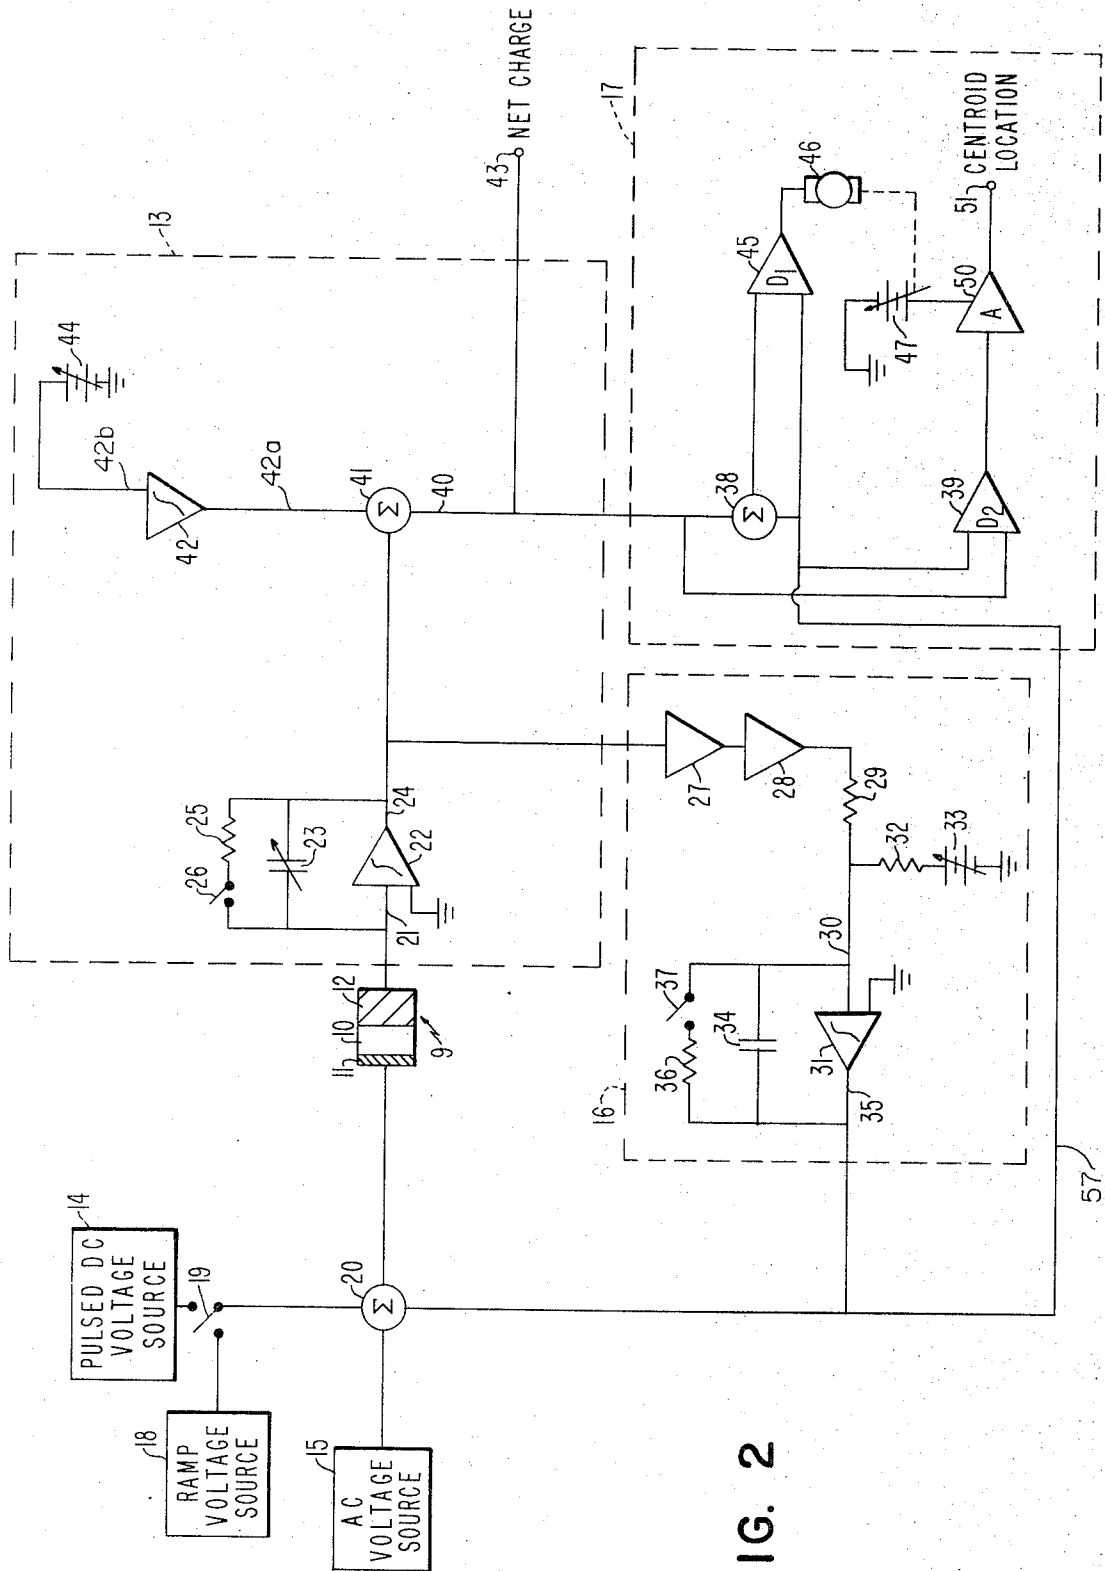 PULSED DC
VOLTAGE
SOURCE
14
19
RAMP
VOLTAGE
SOURCE
18
AC
VOLTAGE
SOURCE
15
Σ
20
11
10
12
9
13
26
25
23
21
22
24
42b
44
42
42a
Σ
41
40
43
NET CHARGE
16
27
28
29
32
33
30
37
34
36
31
35
57
17
Σ
38
D1
45
46
47
D2
39
A
50
51
CENTROID
LOCATION
IG. 2